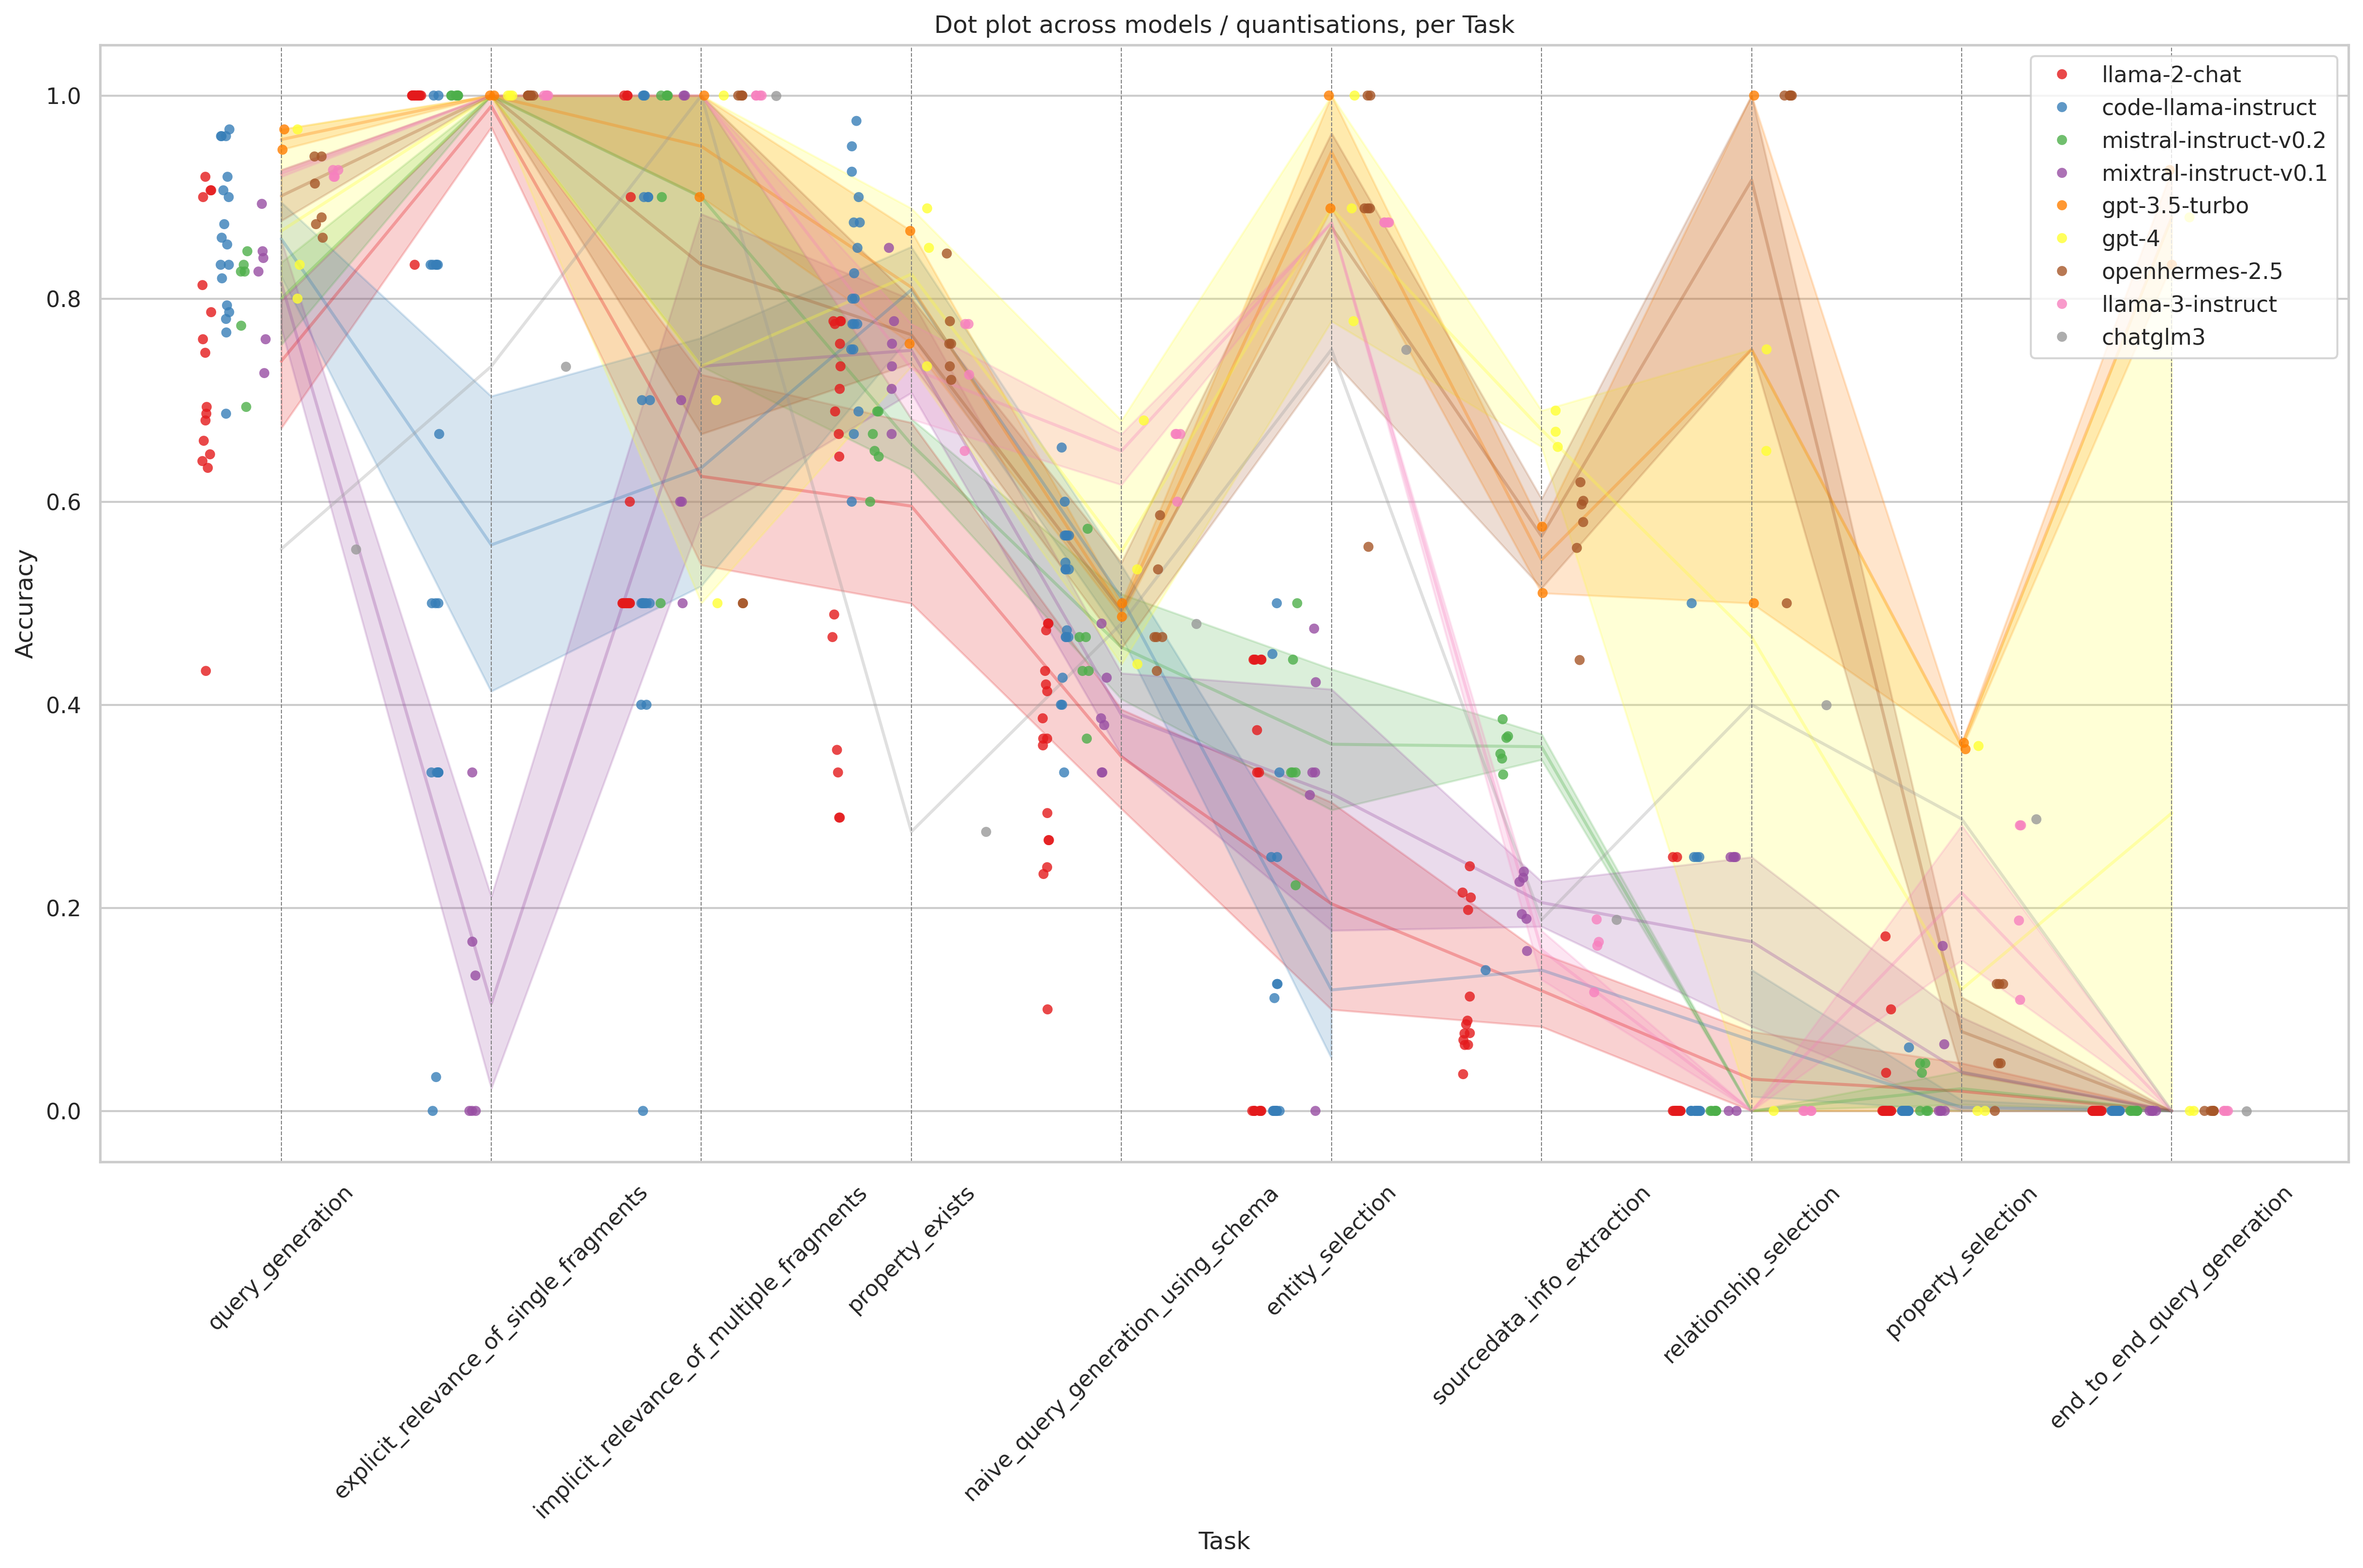 Dot plot across models / quantisations, per Task
Accuracy
1.0
0.8
0.6
0.4
0.2
0.0
llama-2-chat
code-llama-instruct
mistral-instruct-v0.2
mixtral-instruct-v0.1
gpt-3.5-turbo
gpt-4
openhermes-2.5
llama-3-instruct
chatglm3
query_generation
explicit_relevance_of_single_fragments
implicit_relevance_of_multiple_fragments
property_exists
naive_query_generation_using_schema
entity_selection
sourcedata_info_extraction
relationship_selection
property_selection
end_to_end_query_generation
Task